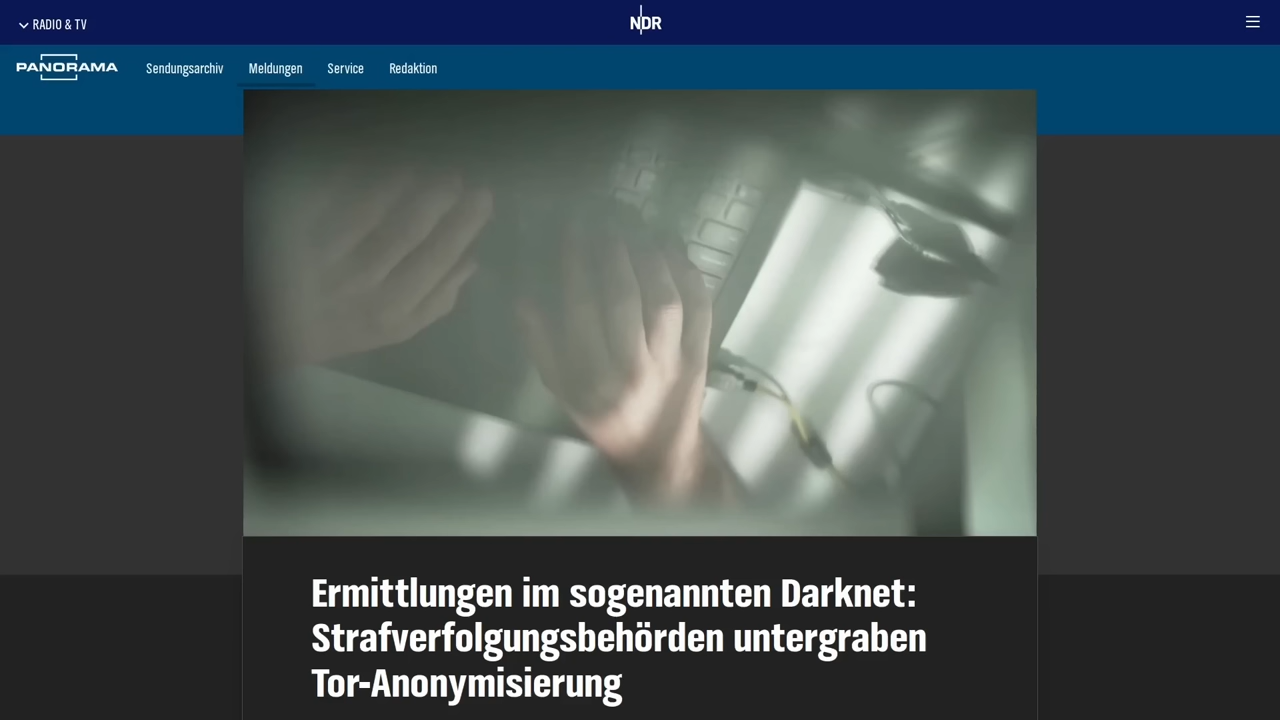 RADIO & TV
NDR
PANORAMA
Sendungsarchiv
Meldungen
Service
Redaktion
Ermittlungen im sogenannten Darknet:
Strafverfolgungsbehörden untergraben
Tor-Anonymisierung